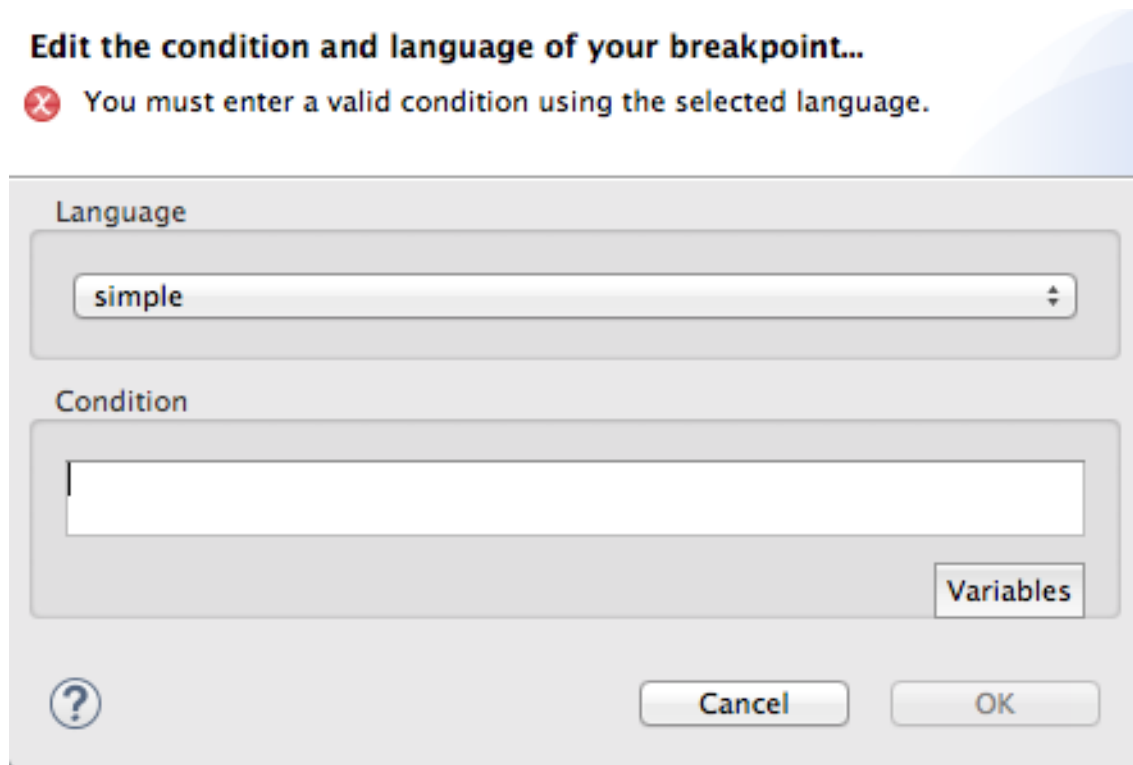 Edit the condition and language of your breakpoint...
You must enter a valid condition using the selected language.
Language
simple
Condition
Variables
?
Cancel
OK